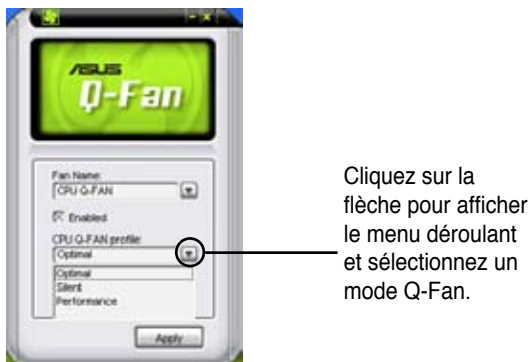 ASUS
Q-Fan
Fan Name:
CPU Q-FAN
Enabled
CPU Q-FAN profile:
Optimal
Optimal
Silent
Performance
Apply
Cliquez sur la
flèche pour afficher
le menu déroulant
et sélectionnez un
mode Q-Fan.